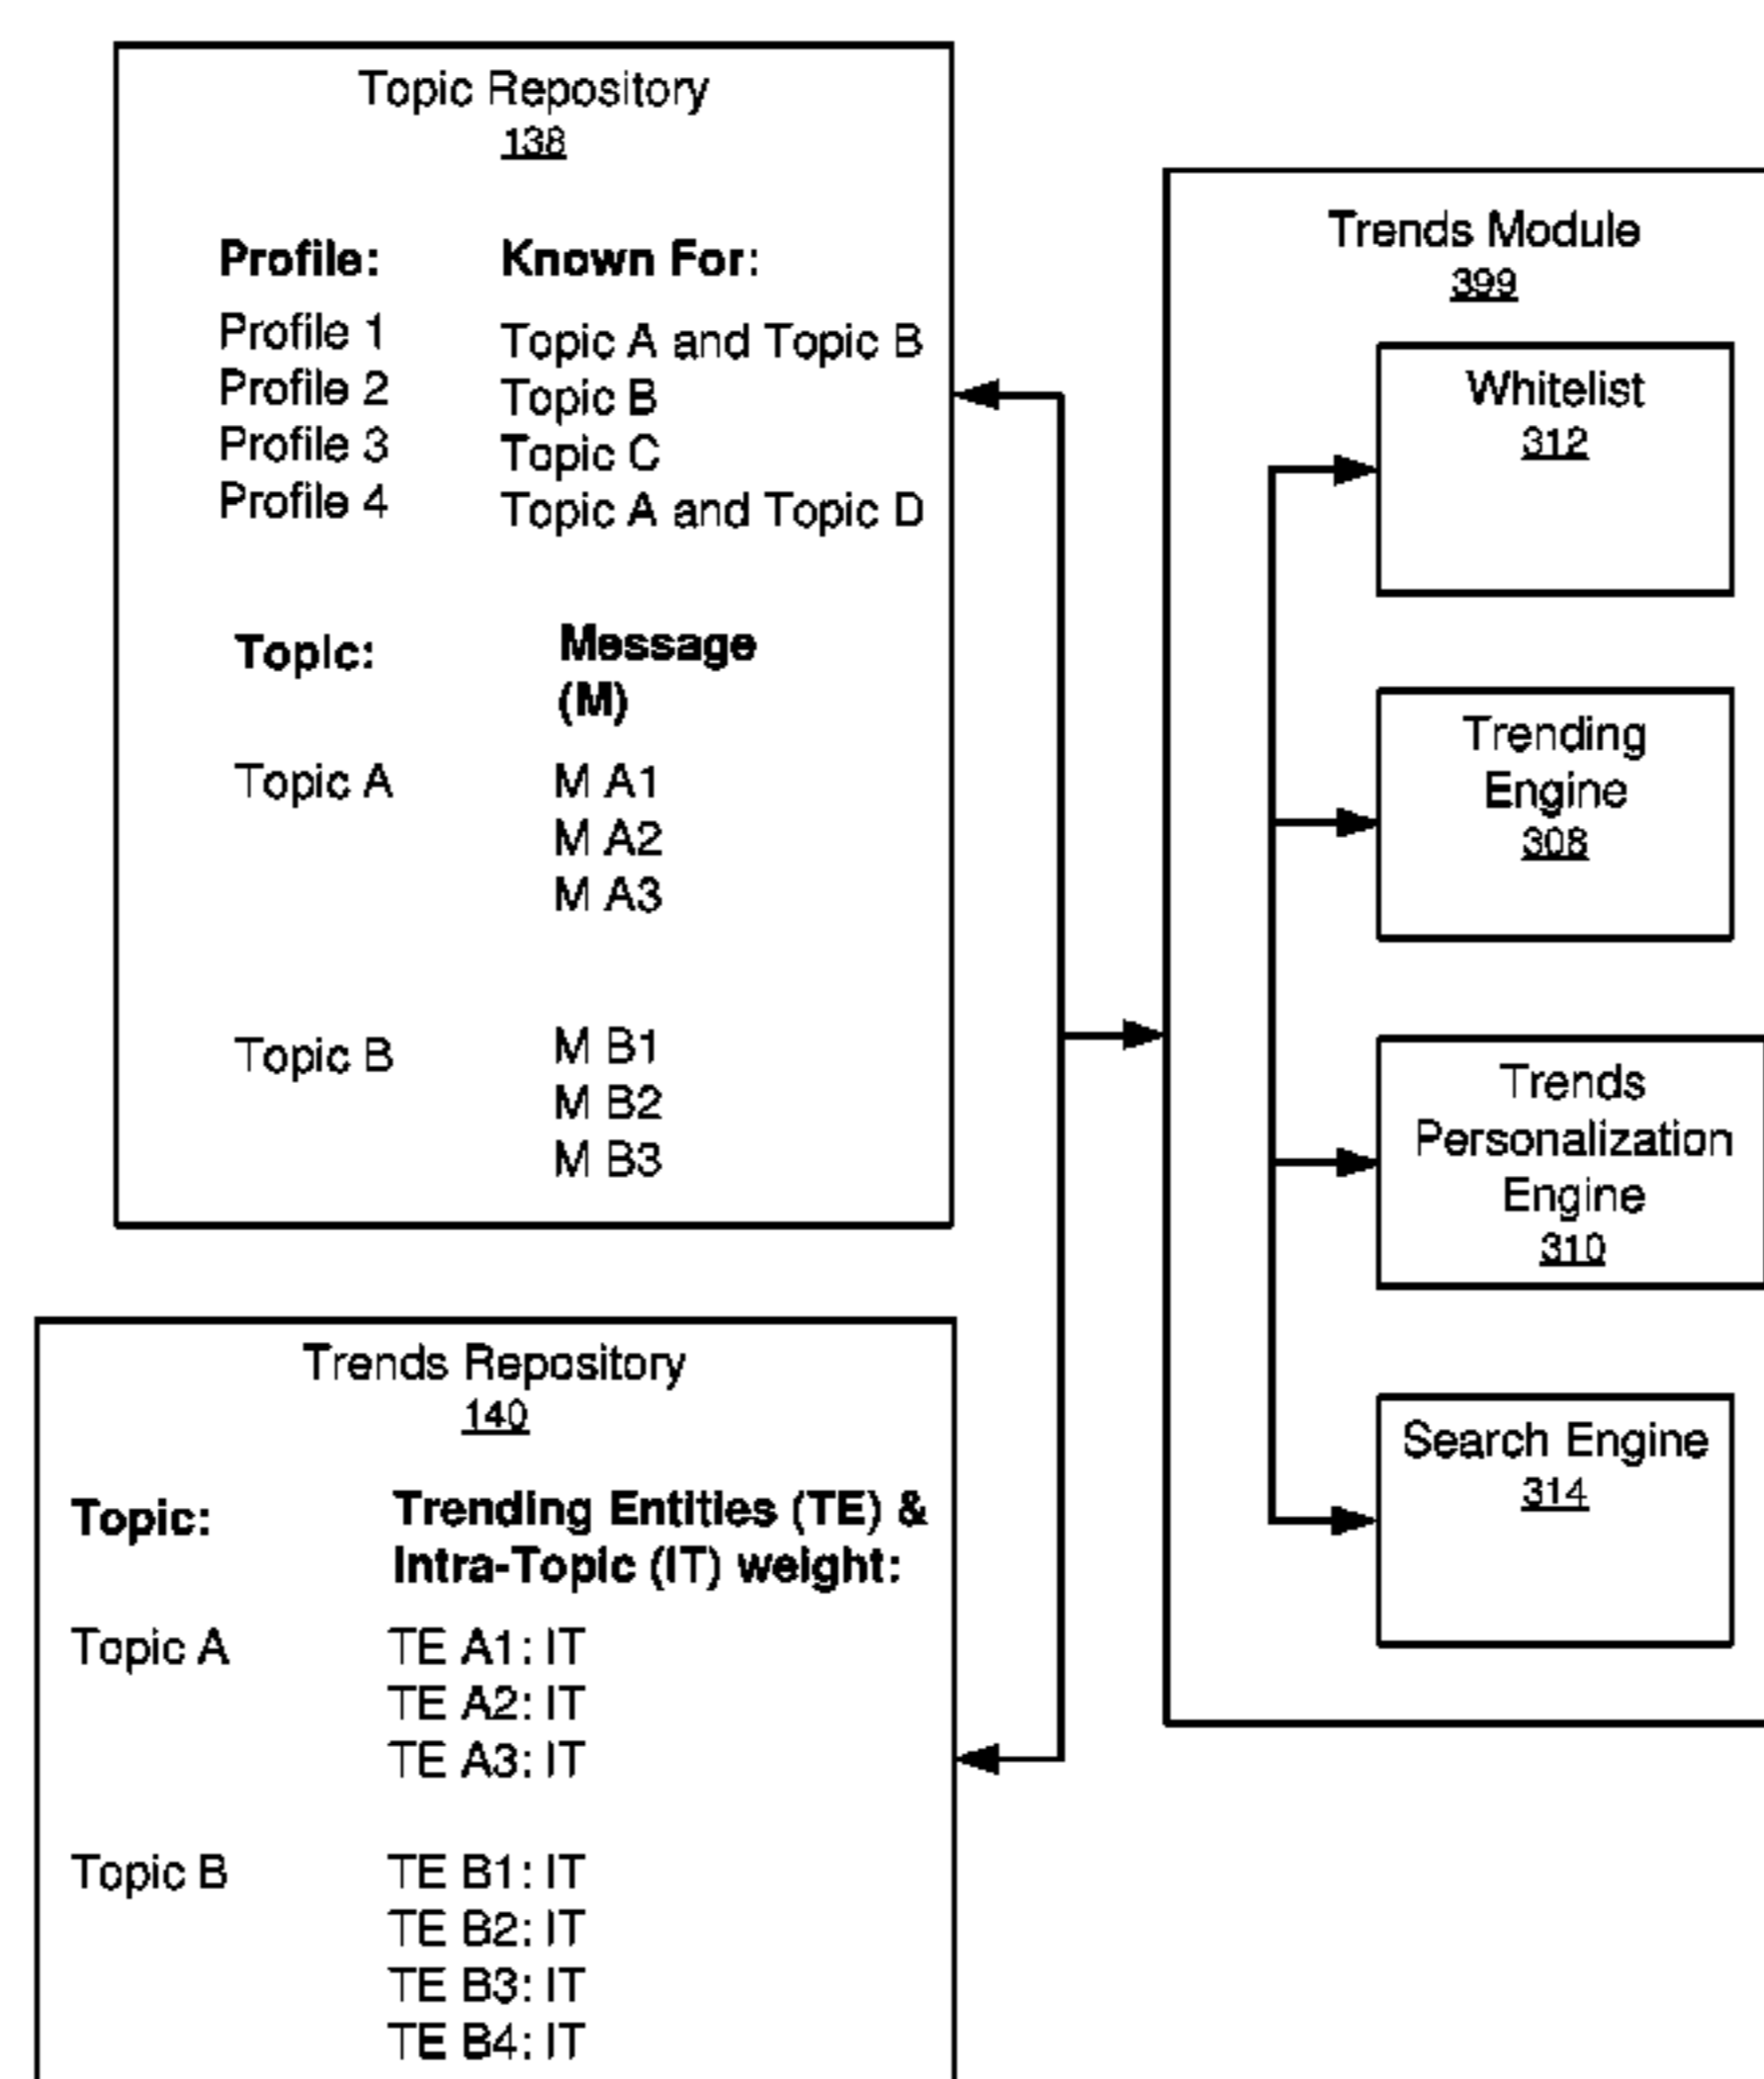 Topic Repository
138
Profile: Known For:
Profile 1 Topic A and Topic B
Profile 2 Topic B
Profile 3 Topic C
Profile 4 Topic A and Topic D
Topic: Message
(M)
Topic A M A1
M A2
M A3
Topic B M B1
M B2
M B3
Trends Repository
140
Topic: Trending Entities (TE) &
Intra-Topic (IT) weight:
Topic A TE A1: IT
TE A2: IT
TE A3: IT
Topic B TE B1: IT
TE B2: IT
TE B3: IT
TE B4: IT
Trends Module
399
Whitelist
312
Trending
Engine
308
Trends
Personalization
Engine
310
Search Engine
314